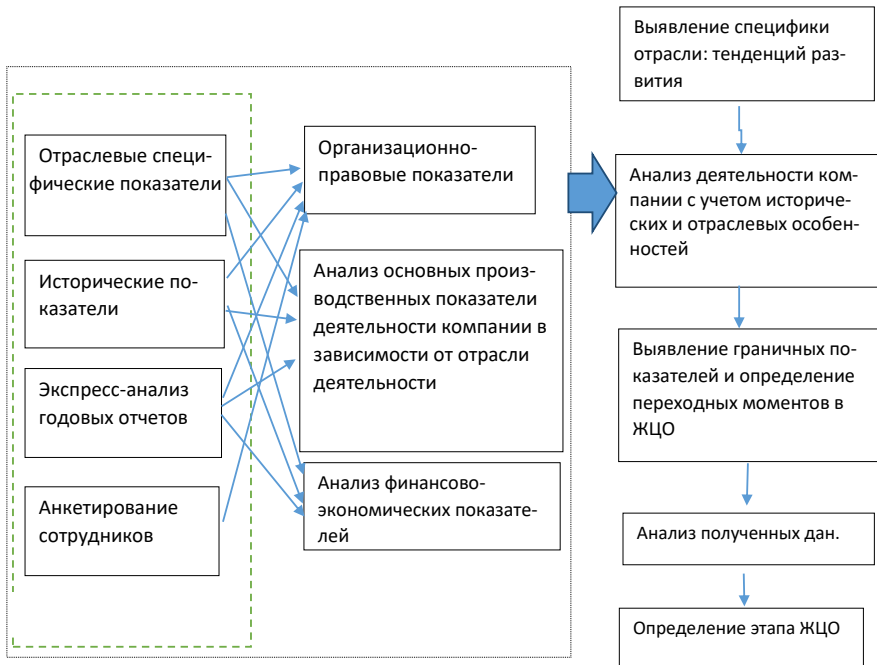 Отраслевые специ-
фические показатели
Исторические по-
казатели
Экспресс-анализ
годовых отчетов
Анкетирование
сотрудников
Организационно-
правовые показатели
Анализ основных произ-
водственных показатели
деятельности компании в
зависимости от отрасли
деятельности
Анализ финансово-
экономических показате-
лей
Выявление специфики
отрасли: тенденций раз-
вития
Анализ деятельности ком-
пании с учетом историче-
ских и отраслевых особен-
ностей
Выявление граничных по-
казателей и определение
переходных моментов в
ЖЦО
Анализ полученных дан.
Определение этапа ЖЦО